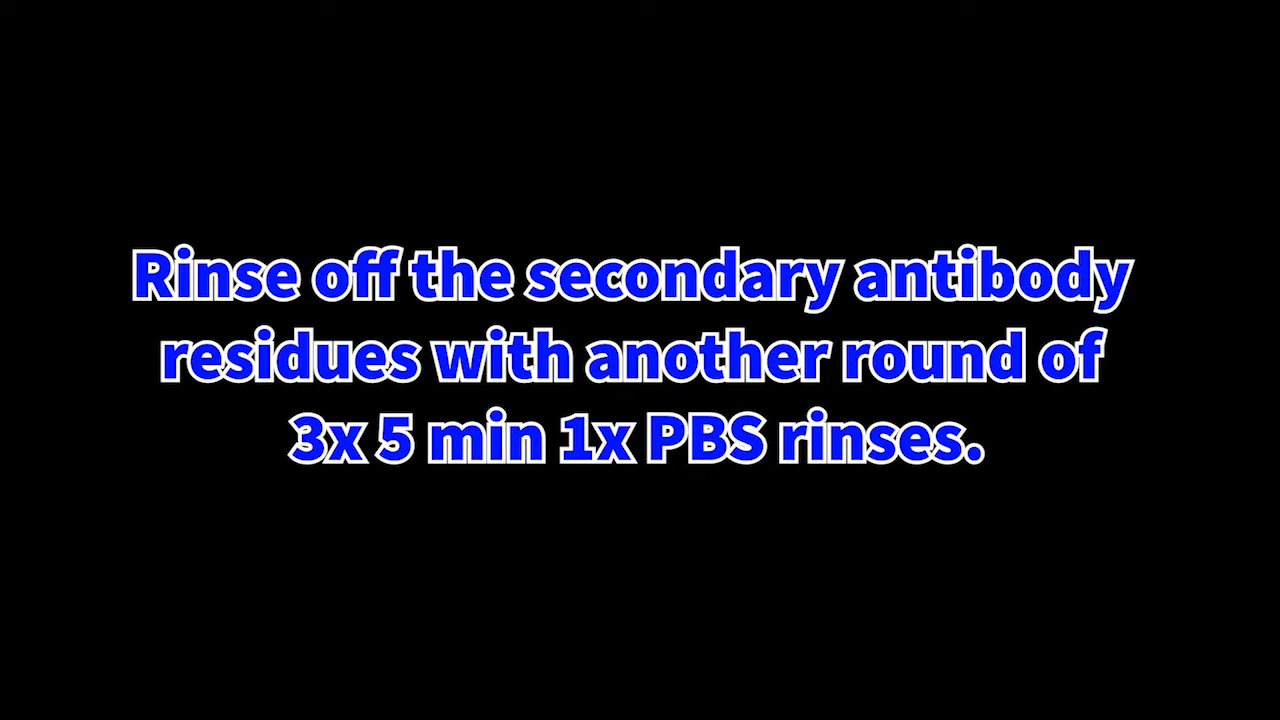 Rinse off the secondary antibody
residues with another round of
3x 5 min 1x PBS rinses.